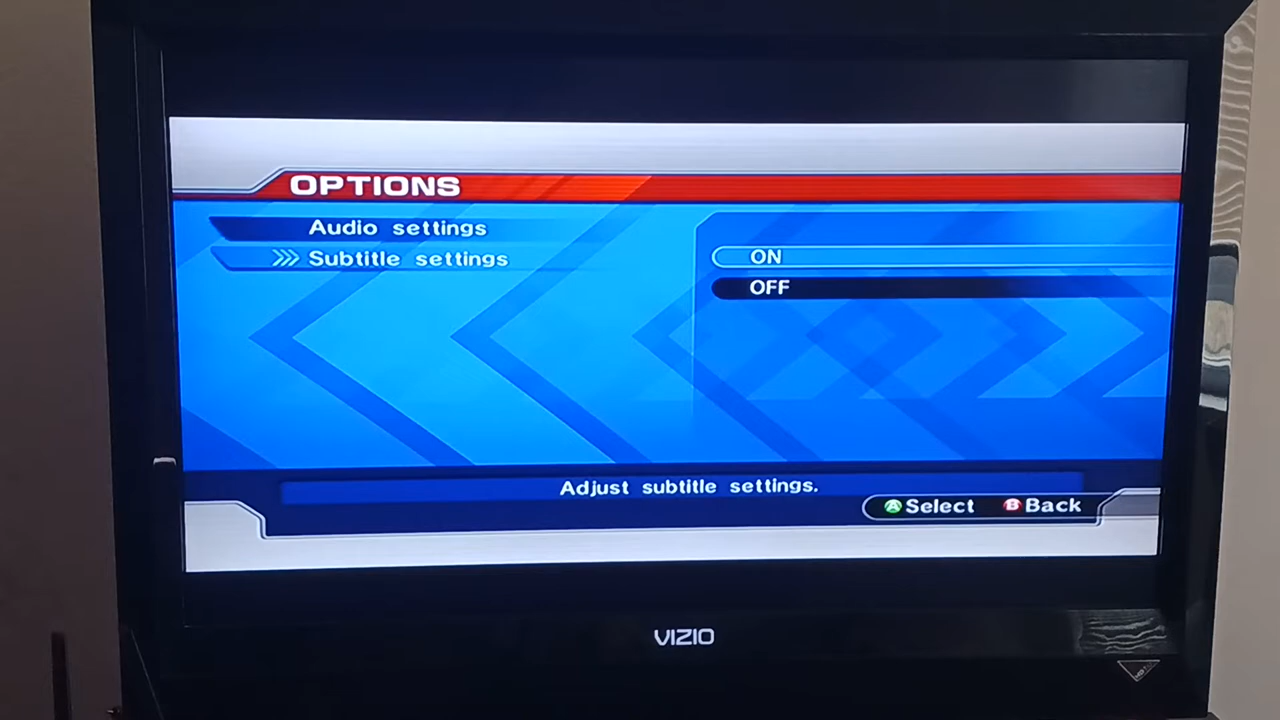 OPTIONS
Audio settings
Subtitle settings
ON
OFF
Adjust subtitle settings.
A Select B Back
VIZIO